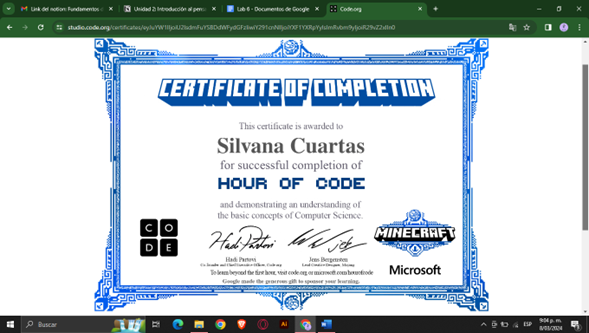 Link del notion: Fundamentos
Unidad 2: Introducción al pens
Lab 6 - Documentos de Google
Code.org
studio.code.org/certificates/
CERTIFICATE OF COMPLETION
This certificate is awarded to
Silvana Cuartas
for successful completion of
HOUR OF CODE
and demonstrating an understanding of
the basic concepts of Computer Science.
CO
DE
Hadi Partovi
Jens Bergensten
Co-founder and Chief Executive Officer, Code.org
Lead Creative Designer, Mojang
MINECRAFT
Microsoft
To learn beyond the first hour, visit code.org or microsoft.com/hourofcode
Google made the generous gift to sponsor your learning.
Buscar
Ai
ESP
9:04 p. m.
8/03/2024